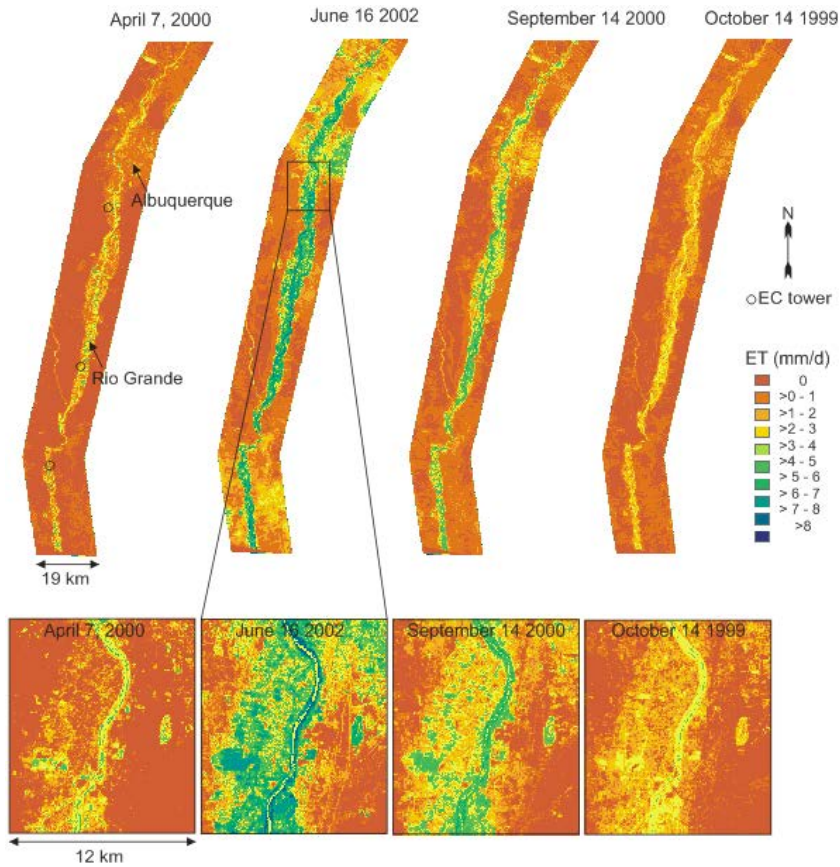 April 7, 2000
June 16 2002
September 14 2000
October 14 1999
Albuquerque
N
EC tower
Rio Grande
ET (mm/d)
0
>0 - 1
>1 - 2
>2 - 3
>3 - 4
>4 - 5
> 5 - 6
> 6 - 7
> 7 - 8
>8
19 km
April 7, 2000
June 16 2002
September 14 2000
October 14 1999
12 km